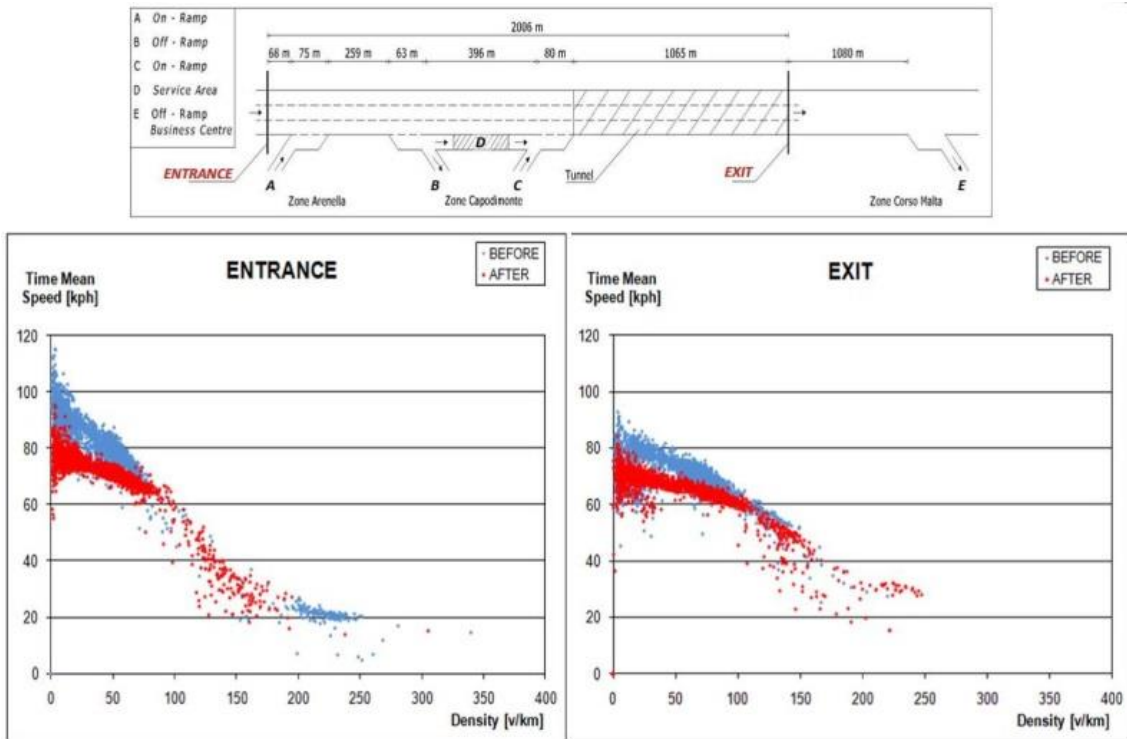 A On - Ramp
B Off - Ramp
C On - Ramp
D Service Area
E Off - Ramp
Business Centre
2006 m
68 m 75 m 259 m 63 m 396 m 80 m 1065 m 1080 m
D
ENTRANCE
A
B
C
Tunnel
EXIT
E
Zone Arenella
Zone Capodimonte
Zone Corso Malta
ENTRANCE
BEFORE
AFTER
Time Mean
Speed [kph]
120
100
80
60
40
20
0
0 50 100 150 200 250 300 350 400
Density [v/km]
EXIT
BEFORE
AFTER
Time Mean
Speed [kph]
120
100
80
60
40
20
0
0 50 100 150 200 250 300 350 400
Density [v/km]